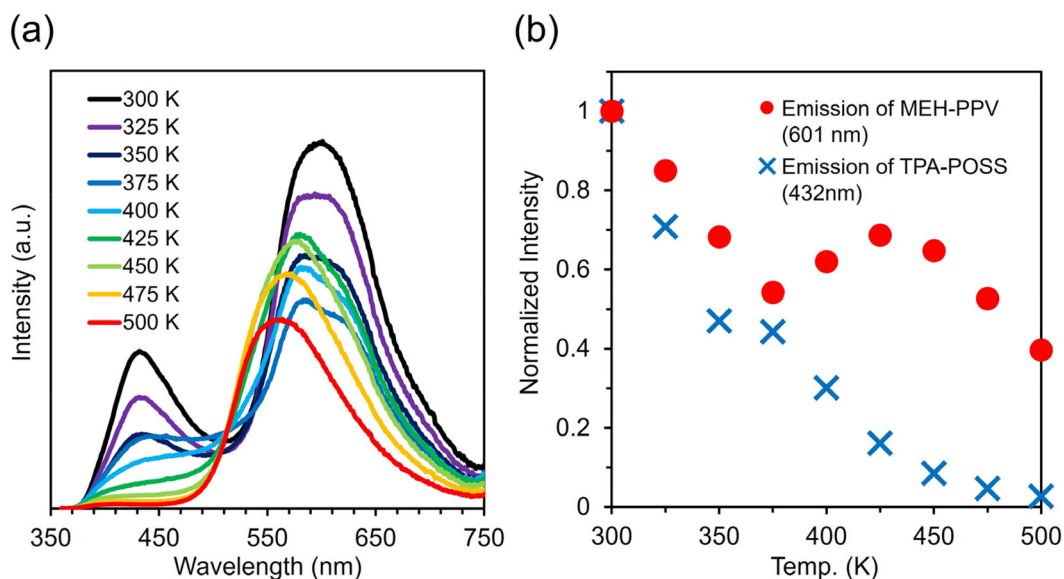 (a)
Intensity (a.u.)
300 K
325 K
350 K
375 K
400 K
425 K
450 K
475 K
500 K
350
450
550
650
750
Wavelength (nm)
(b)
Normalized Intensity
1
0.8
0.6
0.4
0.2
0
Emission of MEH-PPV
(601 nm)
Emission of TPA-POSS
(432nm)
300
350
400
450
500
Temp. (K)